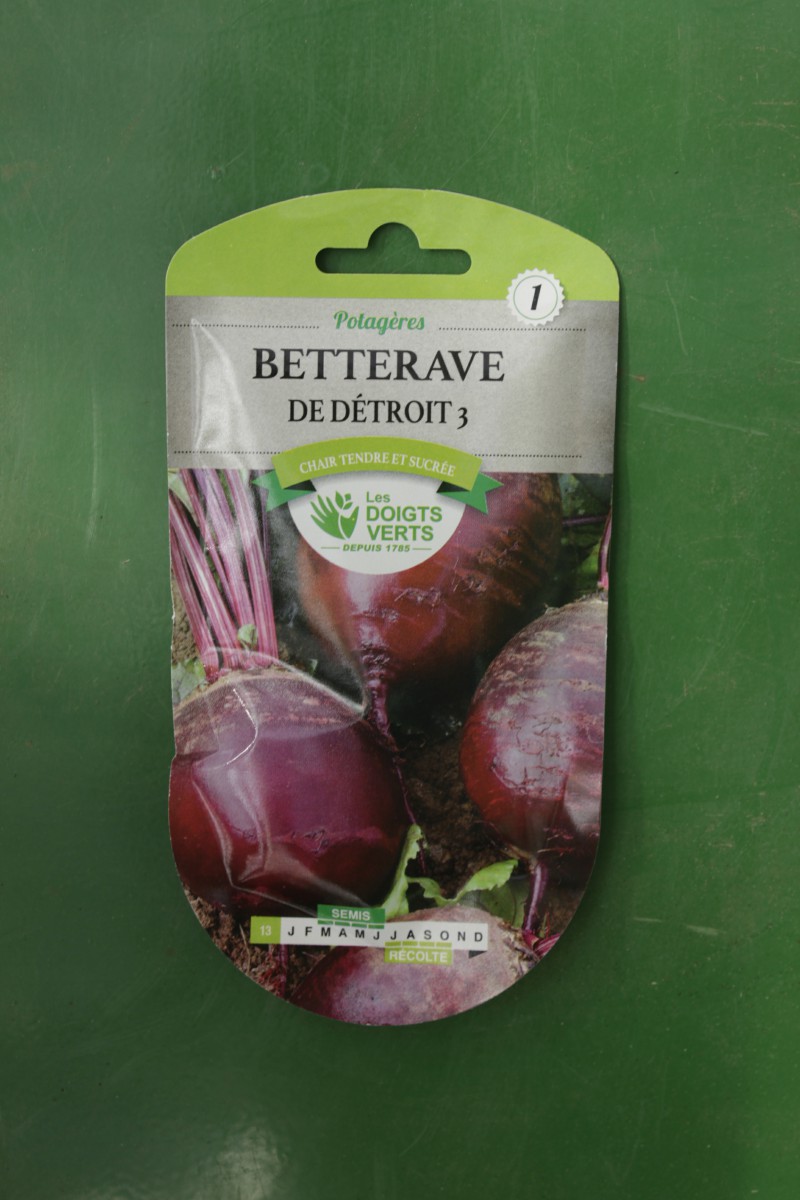 1
Potagères
BETTERAVE
DE DÉTROIT 3
CHAIR TENDRE ET SUCRÉE
Les
DOIGTS
VERTS
DEPUIS 1785
SEMIS
13 J F M A M J J A S O N D
RÉCOLTE